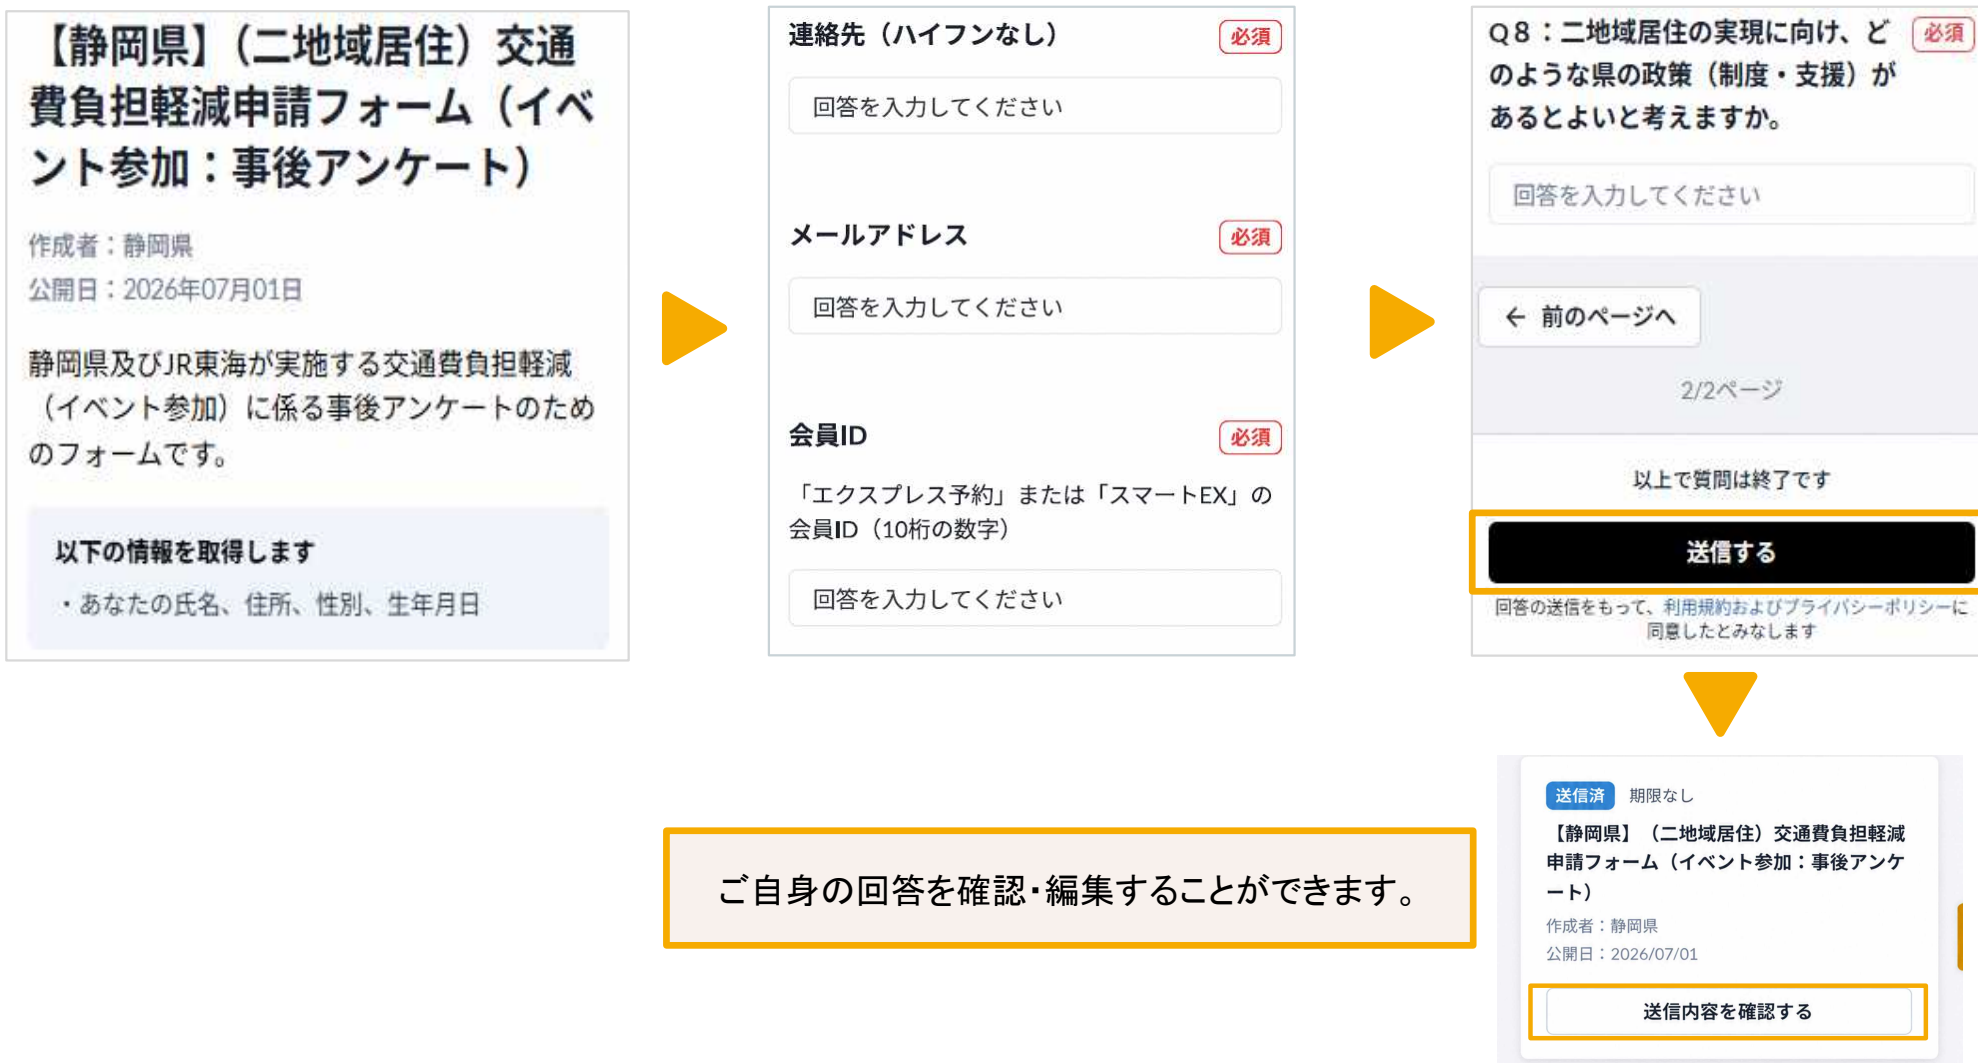 【静岡県】（二地域居住）交通
費負担軽減申請フォーム（イベ
ント参加：事後アンケート）
作成者：静岡県
公開日：2026年07月01日
静岡県及びJR東海が実施する交通費負担軽減
（イベント参加）に係る事後アンケートのため
のフォームです。
以下の情報を取得します
・あなたの氏名、住所、性別、生年月日
連絡先（ハイフンなし）
必須
回答を入力してください
メールアドレス
必須
回答を入力してください
会員ID
必須
「エクスプレス予約」または「スマートEX」の
会員ID（10桁の数字）
回答を入力してください
Q８：二地域居住の実現に向け、ど
必須
のような県の政策（制度・支援）が
あるとよいと考えますか。
回答を入力してください
← 前のページへ
2/2ページ
以上で質問は終了です
送信する
回答の送信をもって、利用規約およびプライバシーポリシーに
同意したとみなします
送信済 期限なし
【静岡県】（二地域居住）交通費負担軽減
申請フォーム（イベント参加：事後アンケ
ート）
作成者：静岡県
公開日：2026/07/01
送信内容を確認する
ご自身の回答を確認・編集することができます。